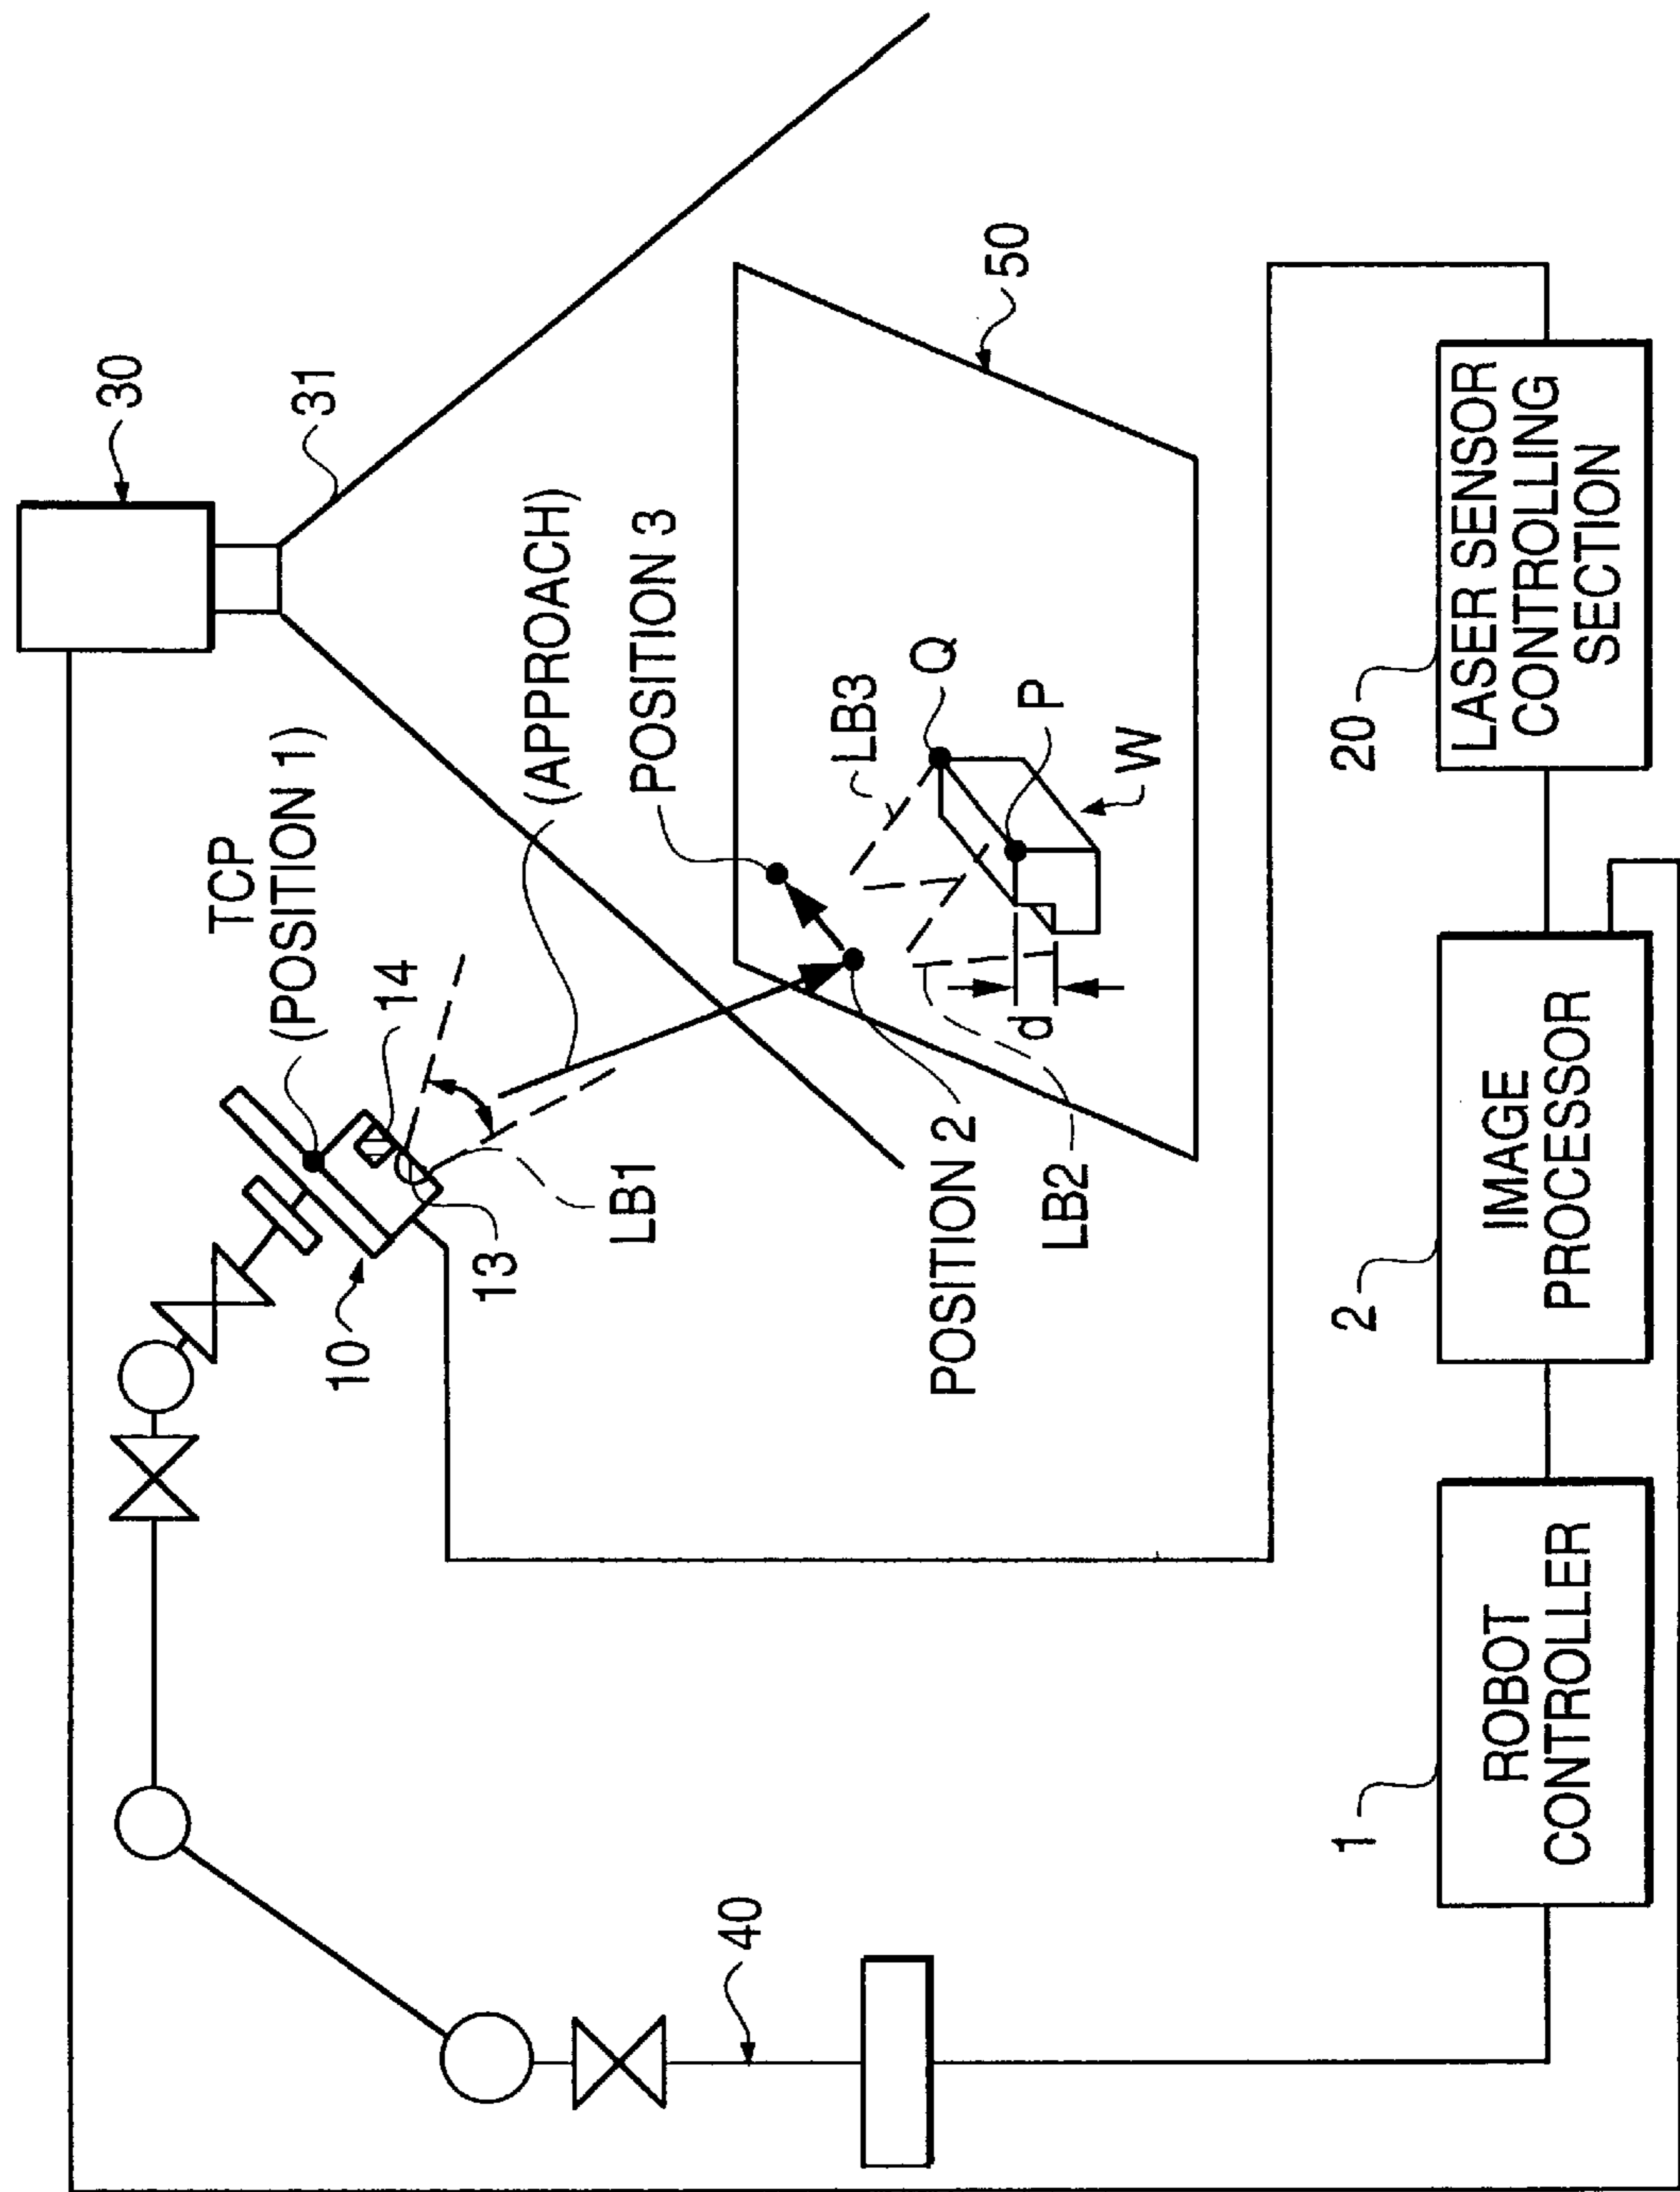 30
31
TCP
(POSITION 1)
14
(APPROACH)
POSITION 3
10
13
LB1
50
LB3
Q
P
W
d
POSITION 2
LB2
40
1
ROBOT
CONTROLLER
2
IMAGE
PROCESSOR
20
LASER SENSOR
CONTROLLING
SECTION